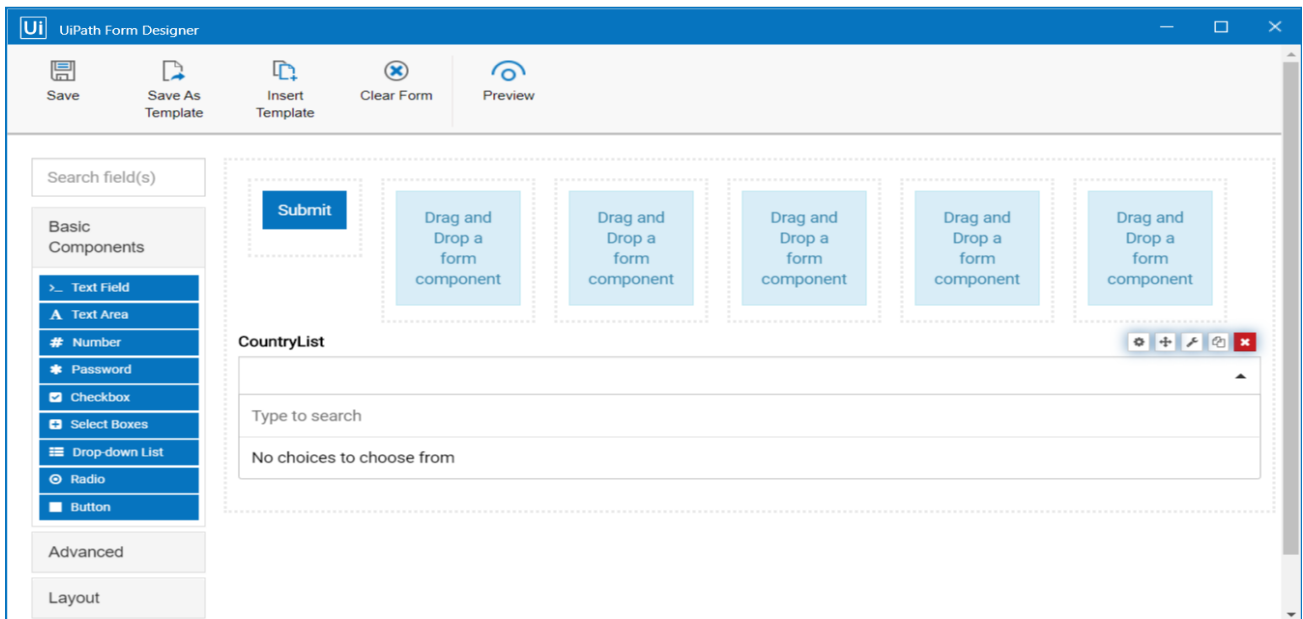 Ui UiPath Form Designer
Save
Save As
Template
Insert
Template
Clear Form
Preview
Search field(s)
Basic
Components
>_ Text Field
A Text Area
# Number
Password
Checkbox
Select Boxes
Drop-down List
Radio
Button
Advanced
Layout
Submit
Drag and
Drop a
form
component
Drag and
Drop a
form
component
Drag and
Drop a
form
component
Drag and
Drop a
form
component
Drag and
Drop a
form
component
CountryList
Type to search
No choices to choose from